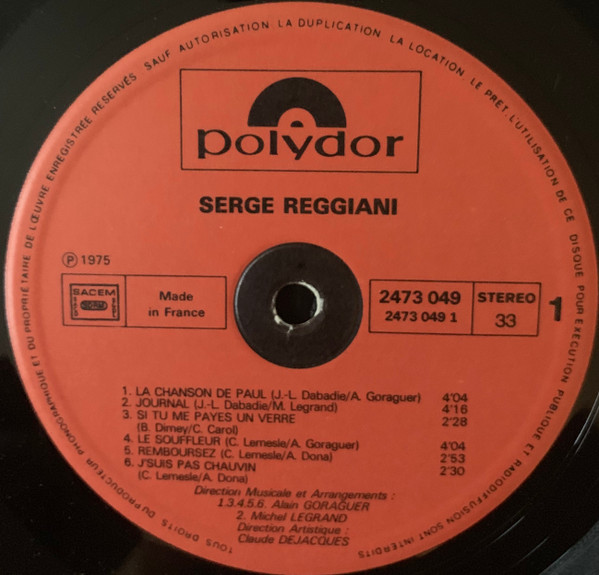 TOUS DROITS DU PRODUCTEUR PHONOGRAPHIQUE ET DU PROPRIÉTAIRE DE L'ŒUVRE ENREGISTRÉE RÉSERVÉS SAUF AUTORISATION LA DUPLICATION LA LOCATION LE PRET L'UTILISATION DE CE DISQUE POUR EXECUTION PUBLIQUE ET RADIODIFFUSION SONT INTERDITS
polydor
SERGE REGGIANI
Ⓟ 1975
SACEM
Made
in France
2473 049
2473 049 1
STEREO
33
1
1. LA CHANSON DE PAUL (J.-L. Dabadie/A. Goraguer) 4'04
2. JOURNAL (J.-L. Dabadie/M. Legrand) 4'16
3. SI TU ME PAYES UN VERRE 2'28
(B. Dimey/C. Carol)
4. LE SOUFFLEUR (C. Lemesle/A. Goraguer) 4'04
5. REMBOURSEZ (C. Lemesle/A. Dona) 2'53
6. J'SUIS PAS CHAUVIN 2'30
(C. Lemesle/A. Dona)
Direction Musicale et Arrangements :
1.3.4.5.6. Alain GORAGUER
2. Michel LEGRAND
Direction Artistique :
Claude DEJACQUES